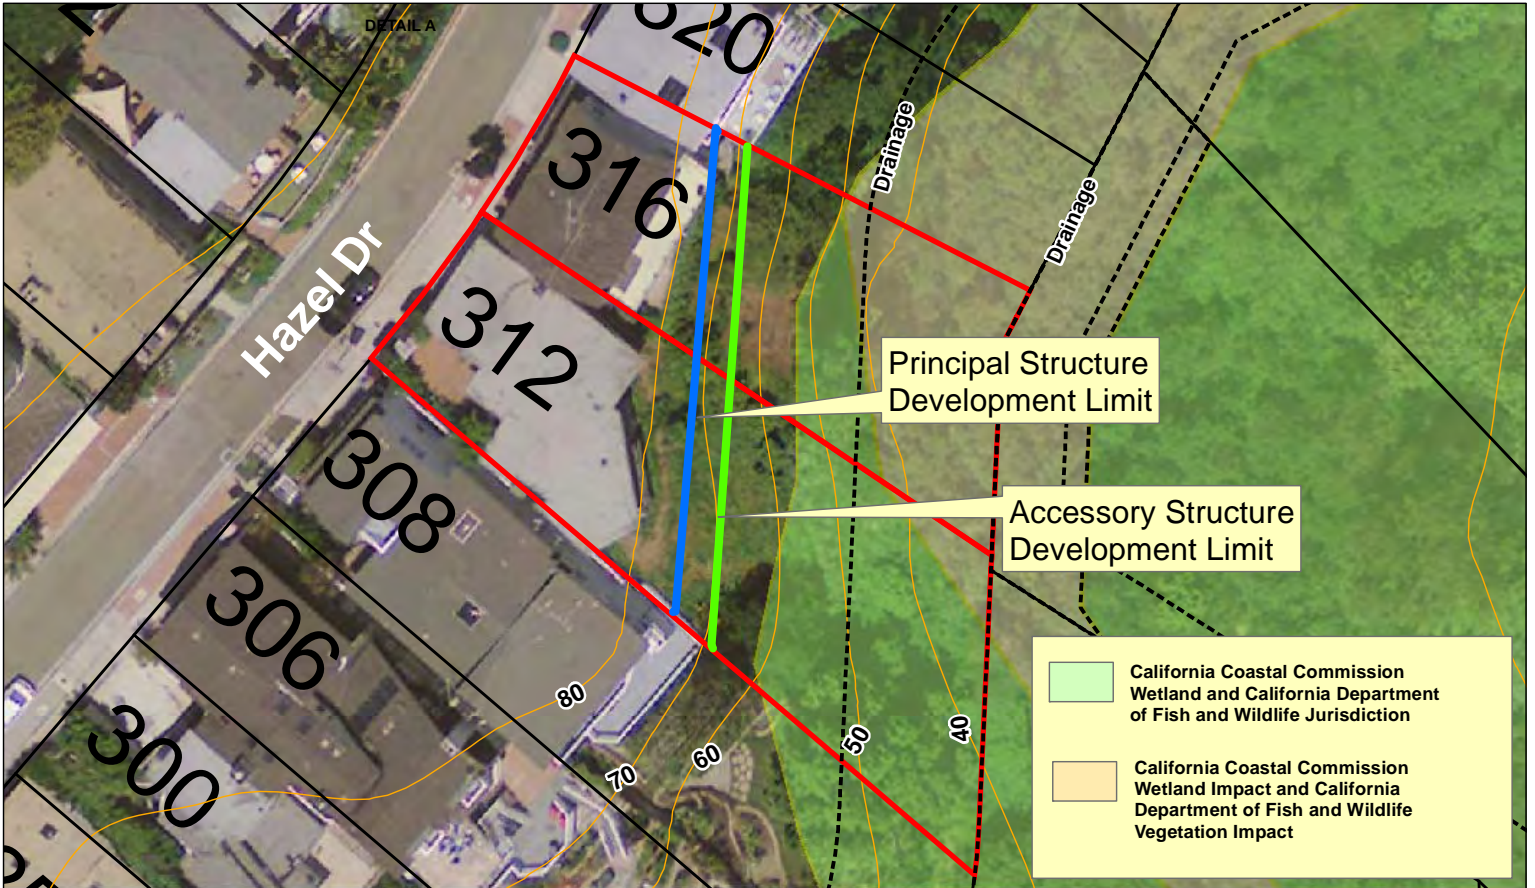 DETAIL A
320
316
312
308
306
300
Hazel Dr
Drainage
Drainage
Principal Structure
Development Limit
Accessory Structure
Development Limit
80
70
60
50
40
California Coastal Commission
Wetland and California Department
of Fish and Wildlife Jurisdiction
California Coastal Commission
Wetland Impact and California
Department of Fish and Wildlife
Vegetation Impact